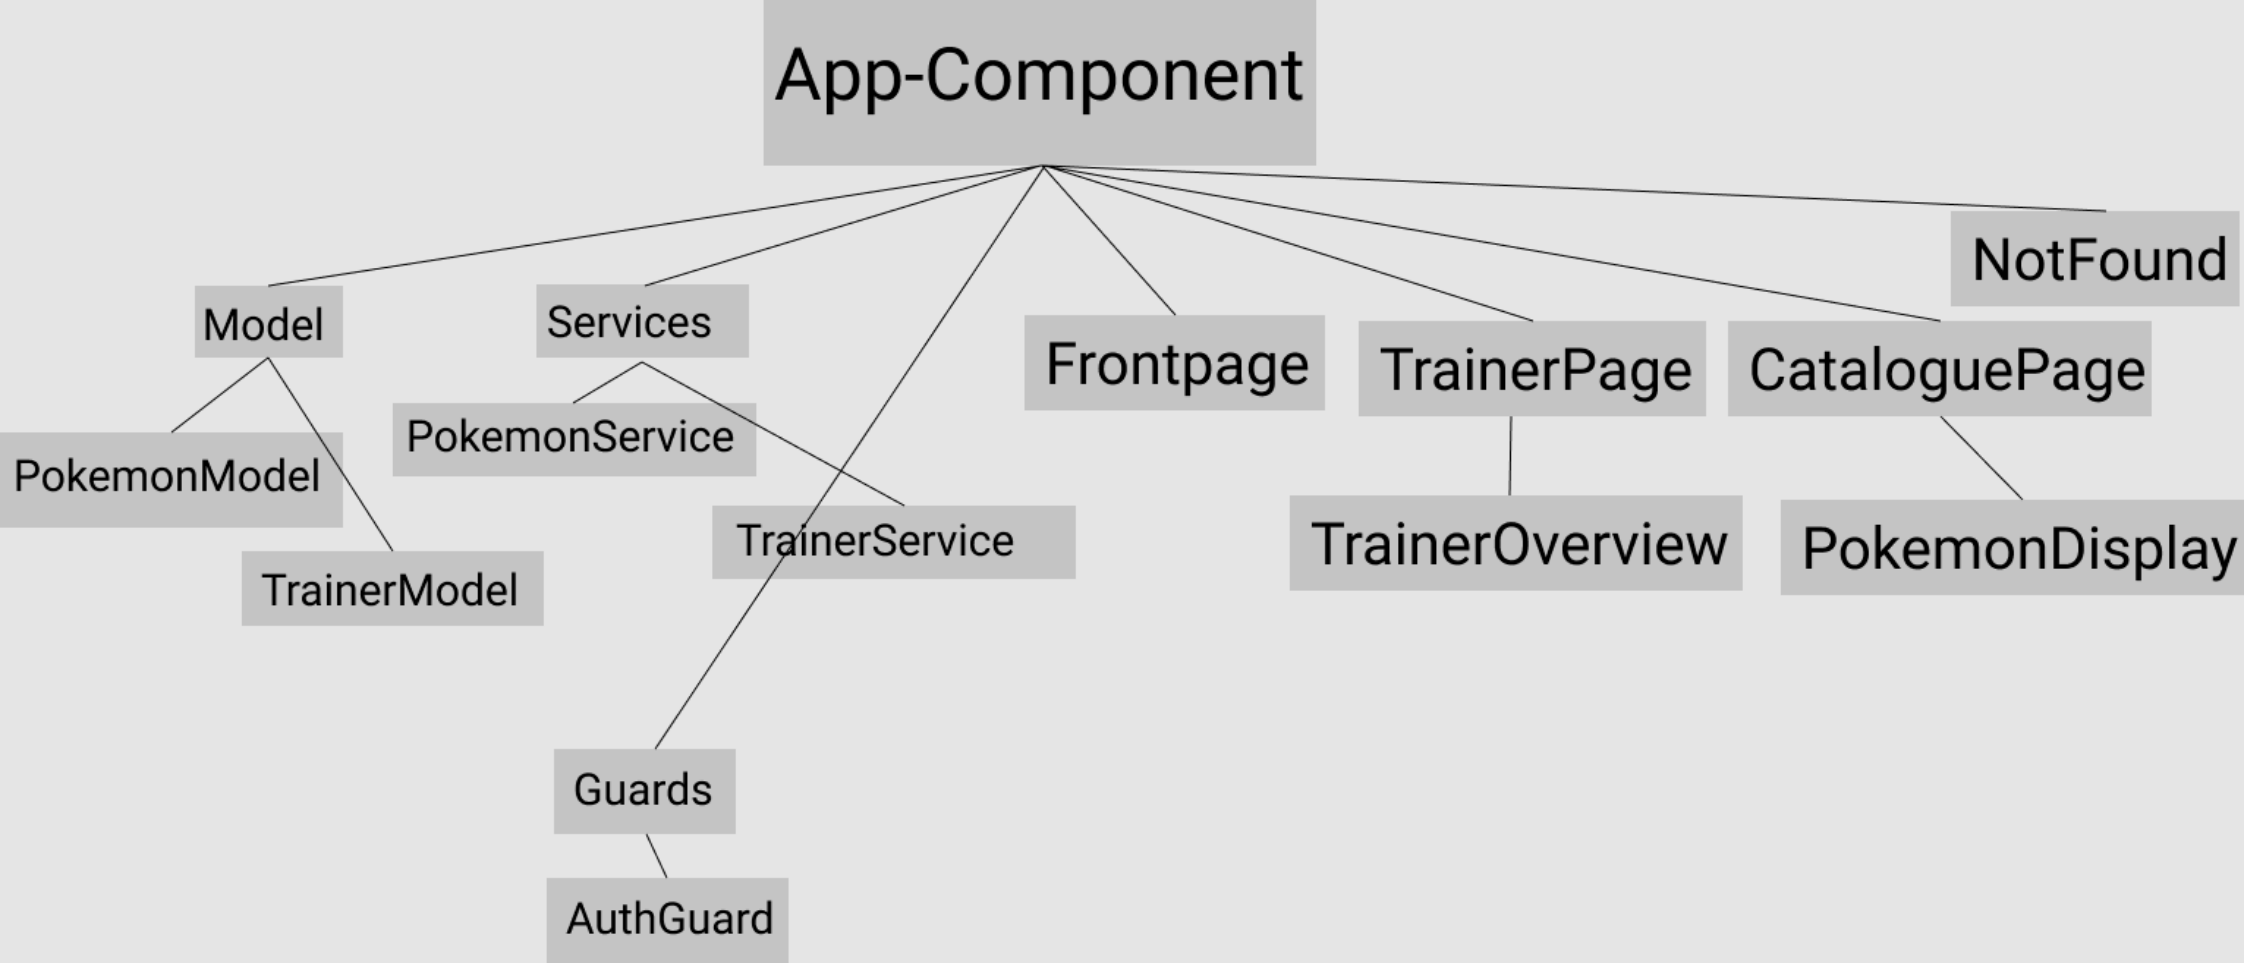 App-Component
NotFound
Model
Services
Frontpage
TrainerPage
CataloguePage
PokemonModel
PokemonService
TrainerService
TrainerOverview
PokemonDisplay
TrainerModel
Guards
AuthGuard